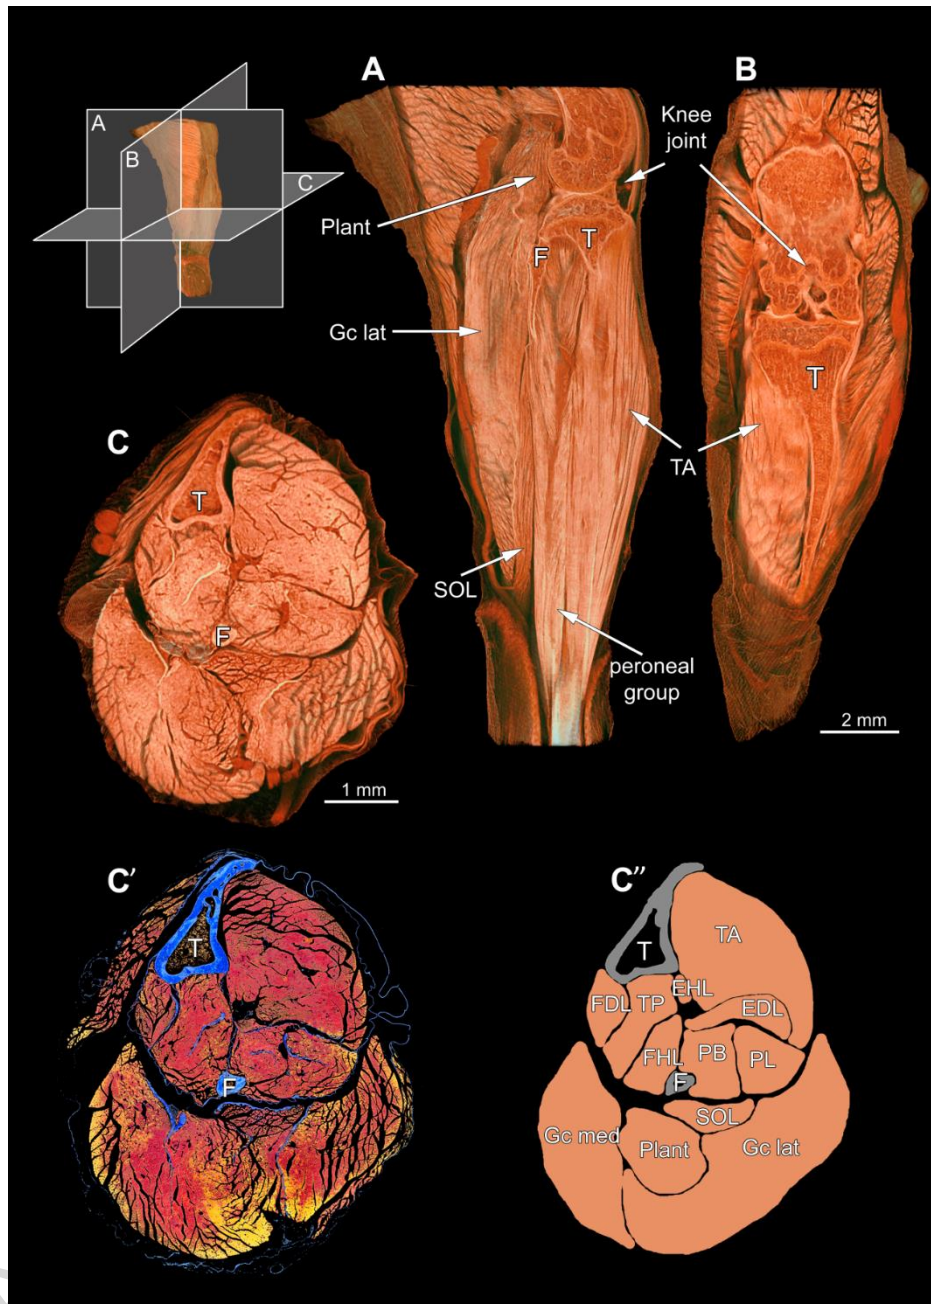 A
B
C
A
Knee
joint
Plant
F
T
Gc lat
SOL
TA
peroneal
group
B
T
2 mm
C
T
F
1 mm
C′
T
F
C″
T
TA
FDL
TP
EHL
EDL
FHL
PB
PL
F
SOL
Gc med
Plant
Gc lat